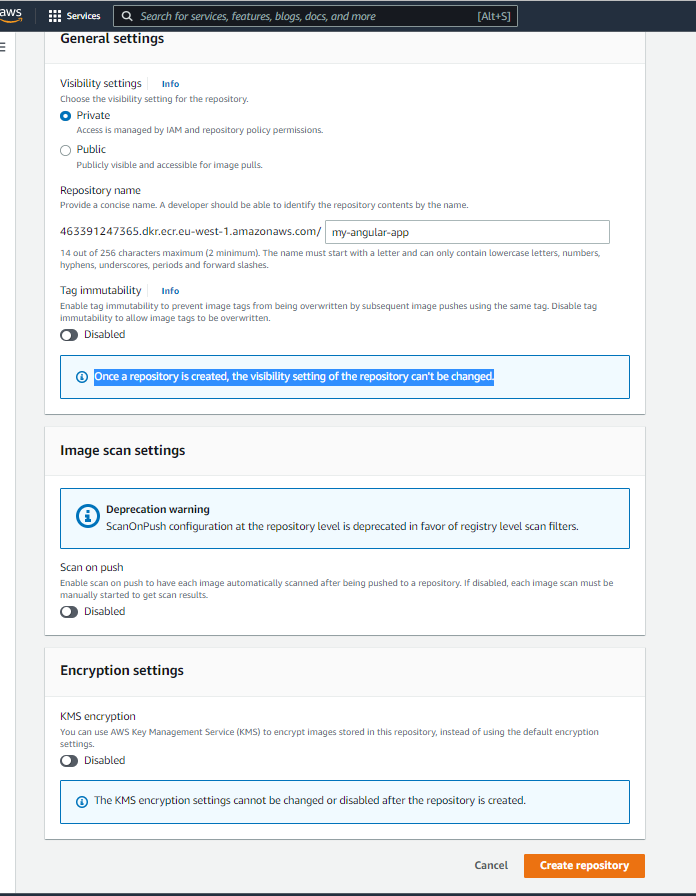 aws
Services
Search for services, features, blogs, docs, and more
[Alt+S]
General settings
Visibility settings
Info
Choose the visibility setting for the repository.
Private
Access is managed by IAM and repository policy permissions.
Public
Publicly visible and accessible for image pulls.
Repository name
Provide a concise name. A developer should be able to identify the repository contents by the name.
463391247365.dkr.ecr.eu-west-1.amazonaws.com/
my-angular-app
14 out of 256 characters maximum (2 minimum). The name must start with a letter and can only contain lowercase letters, numbers,
hyphens, underscores, periods and forward slashes.
Tag immutability
Info
Enable tag immutability to prevent image tags from being overwritten by subsequent image pushes using the same tag. Disable tag
immutability to allow image tags to be overwritten.
Disabled
Once a repository is created, the visibility setting of the repository can't be changed.
Image scan settings
Deprecation warning
ScanOnPush configuration at the repository level is deprecated in favor of registry level scan filters.
Scan on push
Enable scan on push to have each image automatically scanned after being pushed to a repository. If disabled, each image scan must be
manually started to get scan results.
Disabled
Encryption settings
KMS encryption
You can use AWS Key Management Service (KMS) to encrypt images stored in this repository, instead of using the default encryption
settings.
Disabled
The KMS encryption settings cannot be changed or disabled after the repository is created.
Cancel
Create repository